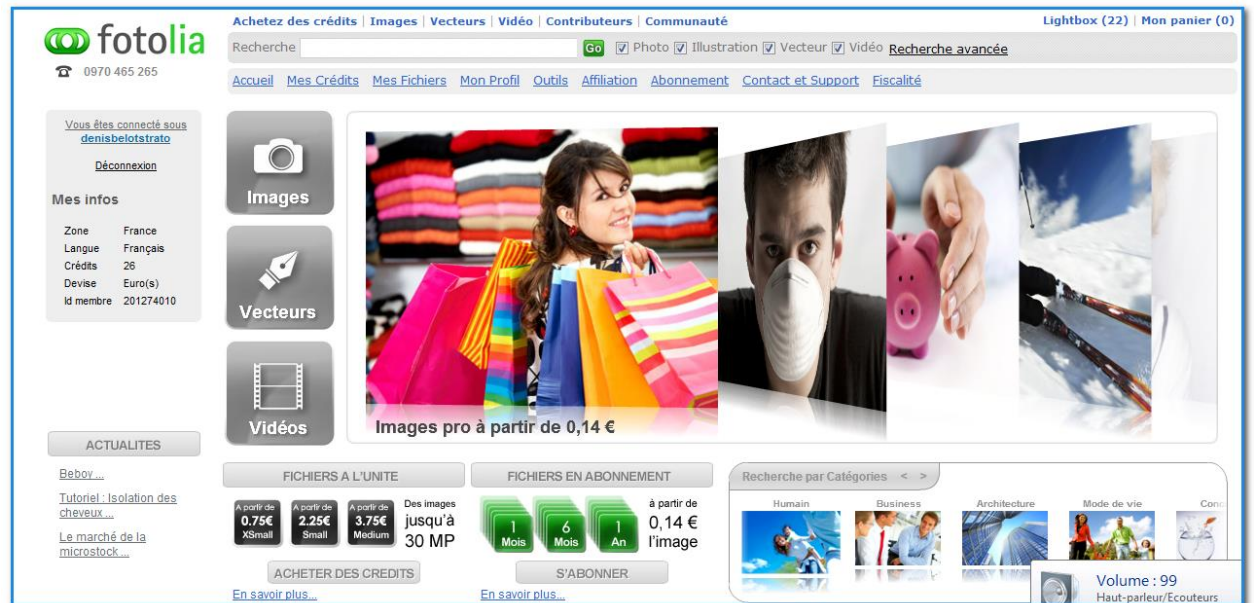 fotolia
0970 465 265
Achetez des crédits | Images | Vecteurs | Vidéo | Contributeurs | Communauté
Lightbox (22) | Mon panier (0)
Recherche Go Photo Illustration Vecteur Vidéo Recherche avancée
Accueil Mes Crédits Mes Fichiers Mon Profil Outils Affiliation Abonnement Contact et Support Fiscalité
Vous êtes connecté sous
denisbelotstrato
Déconnexion
Mes infos
Zone France
Langue Français
Crédits 26
Devise Euro(s)
Id membre 201274010
Images
Vecteurs
Vidéos
Images pro à partir de 0,14 €
ACTUALITES
Beboy ...
Tutoriel : Isolation des
cheveux ...
Le marché de la
microstock ...
FICHIERS A L'UNITE
A partir de
0.75€
XSmall
A partir de
2.25€
Small
A partir de
3.75€
Medium
Des images
jusqu'à
30 MP
ACHETER DES CREDITS
En savoir plus...
FICHIERS EN ABONNEMENT
1
Mois
6
Mois
1
An
à partir de
0,14 €
l'image
S'ABONNER
En savoir plus...
Recherche par Catégories < >
Humain Business Architecture Mode de vie Conc
Volume : 99
Haut-parleur/Ecouteurs